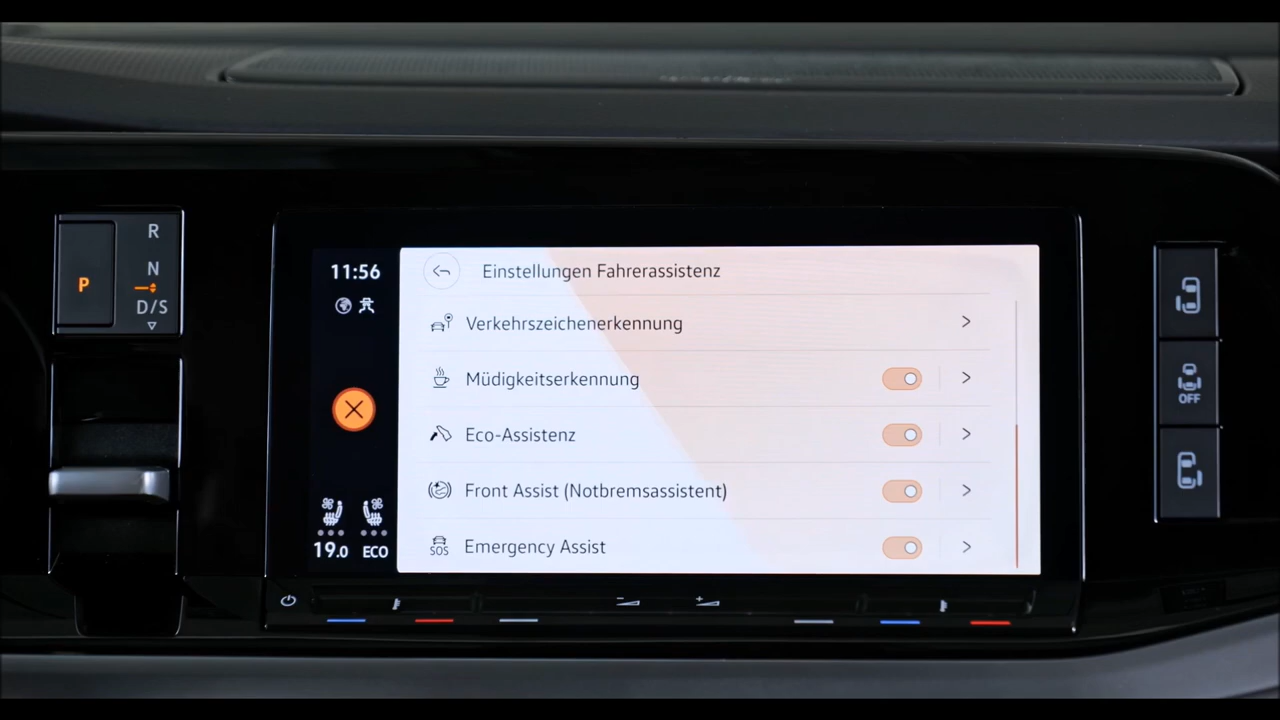 R
N
P
D/S
11:56
Einstellungen Fahrerassistenz
Verkehrszeichenerkennung
Müdigkeitserkennung
Eco-Assistenz
Front Assist (Notbremsassistent)
SOS
Emergency Assist
19.0
ECO
OFF